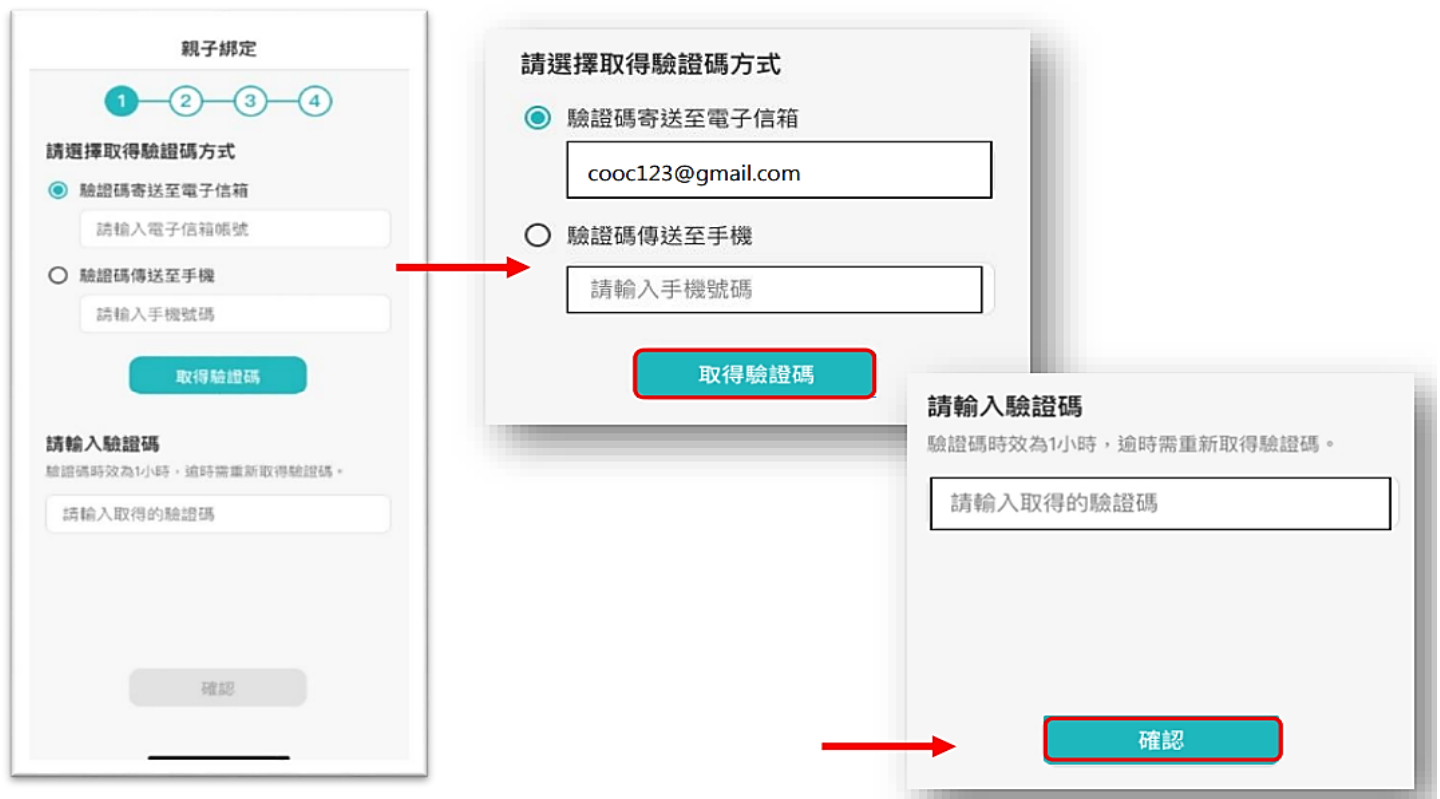 親子綁定
1 2 3 4
請選擇取得驗證碼方式
驗證碼寄送至電子信箱
請輸入電子信箱帳號
驗證碼傳送至手機
請輸入手機號碼
取得驗證碼
請輸入驗證碼
驗證碼時效為1小時，逾時需重新取得驗證碼。
請輸入取得的驗證碼
確認
請選擇取得驗證碼方式
驗證碼寄送至電子信箱
cooc123@gmail.com
驗證碼傳送至手機
請輸入手機號碼
取得驗證碼
請輸入驗證碼
驗證碼時效為1小時，逾時需重新取得驗證碼。
請輸入取得的驗證碼
確認